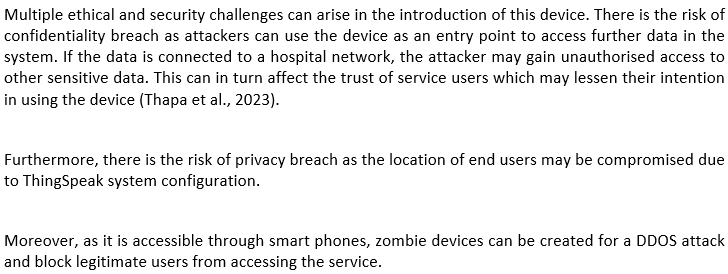 Multiple ethical and security challenges can arise in the introduction of this device. There is the risk of
confidentiality breach as attackers can use the device as an entry point to access further data in the
system. If the data is connected to a hospital network, the attacker may gain unauthorised access to
other sensitive data. This can in turn affect the trust of service users which may lessen their intention
in using the device (Thapa et al., 2023).
Furthermore, there is the risk of privacy breach as the location of end users may be compromised due
to ThingSpeak system configuration.
Moreover, as it is accessible through smart phones, zombie devices can be created for a DDOS attack
and block legitimate users from accessing the service.